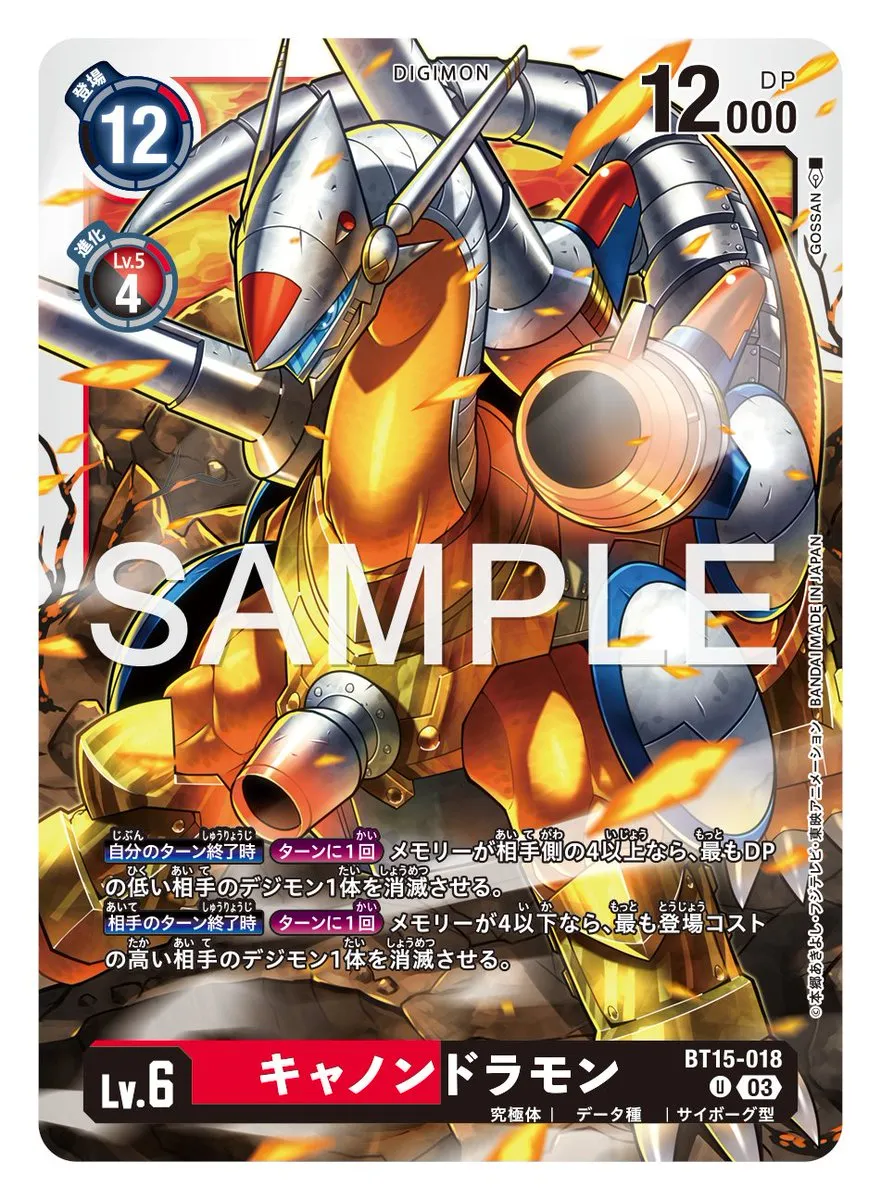 DIGIMON
登場
12
12000
DP
進化
Lv.5
4
GOSSAN
SAMPLE
自分のターン終了時 ターンに1回 メモリーが相手側の4以上なら、最もDP
の低い相手のデジモン1体を消滅させる。
相手のターン終了時 ターンに1回 メモリーが4以下なら、最も登場コスト
の高い相手のデジモン1体を消滅させる。
©本郷あきよし・フジテレビ・東映アニメーション BANDAI MADE IN JAPAN
Lv.6
キャノンドラモン
BT15-018
U 03
究極体 | データ種 | サイボーグ型